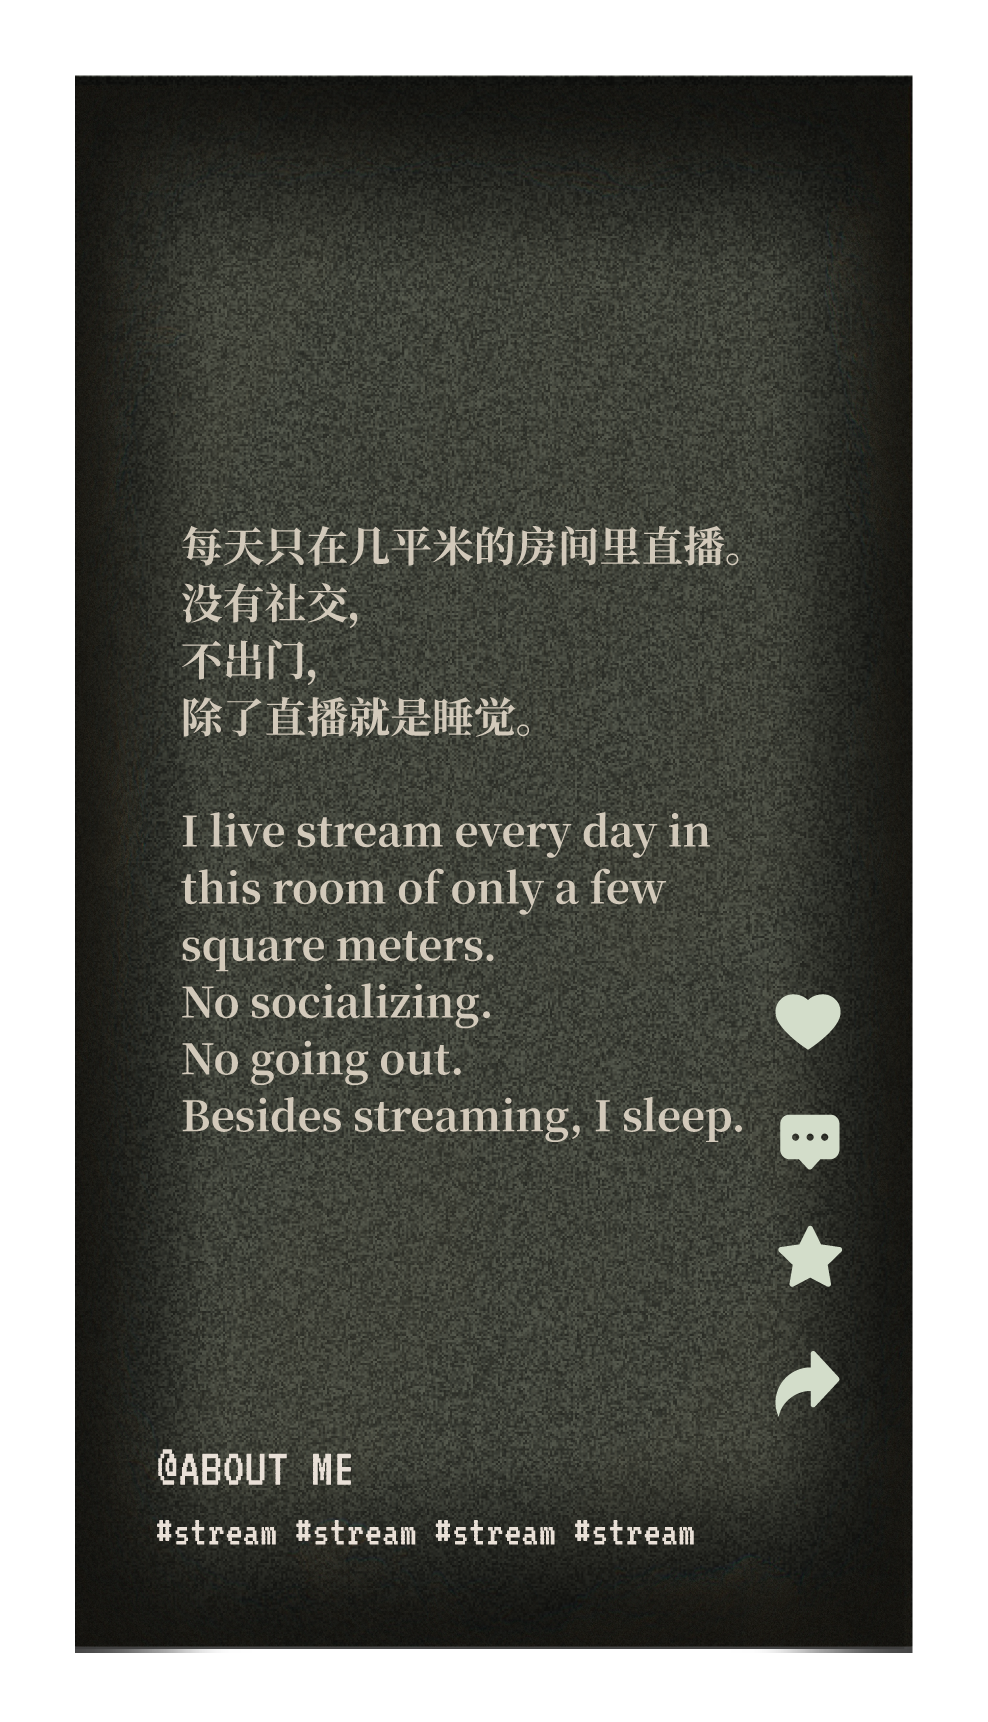 每天只在几平米的房间里直播。
没有社交，
不出门，
除了直播就是睡觉。
I live stream every day in
this room of only a few
square meters.
No socializing.
No going out.
Besides streaming, I sleep.
@ABOUT ME
#stream #stream #stream #stream